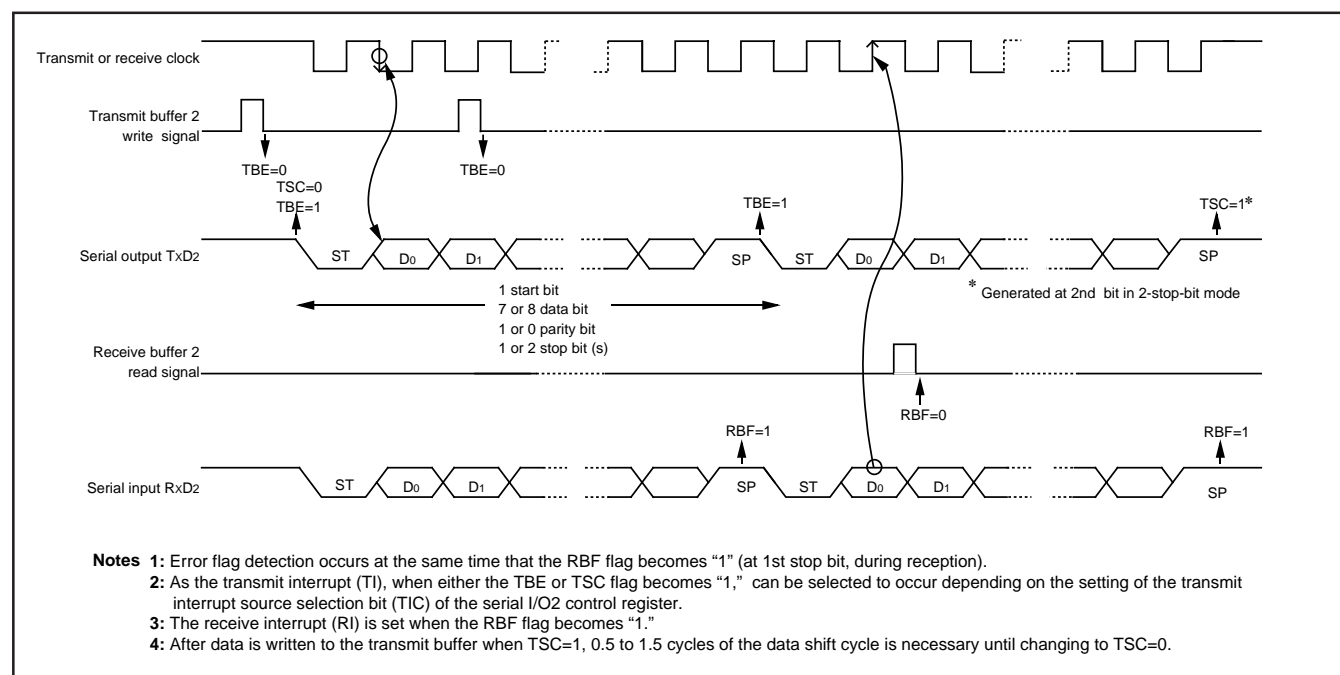 Transmit or receive clock
Transmit buffer 2
write signal
TBE=0
TSC=0
TBE=1
TBE=0
TBE=1
TSC=1*
Serial output TxD2
ST
D0
D1
SP
ST
D0
D1
SP
* Generated at 2nd bit in 2-stop-bit mode
1 start bit
7 or 8 data bit
1 or 0 parity bit
1 or 2 stop bit (s)
Receive buffer 2
read signal
RBF=0
RBF=1
RBF=1
Serial input RxD2
ST
D0
D1
SP
ST
D0
D1
SP
Notes 1: Error flag detection occurs at the same time that the RBF flag becomes “1” (at 1st stop bit, during reception).
2: As the transmit interrupt (TI), when either the TBE or TSC flag becomes “1,” can be selected to occur depending on the setting of the transmit
interrupt source selection bit (TIC) of the serial I/O2 control register.
3: The receive interrupt (RI) is set when the RBF flag becomes “1.”
4: After data is written to the transmit buffer when TSC=1, 0.5 to 1.5 cycles of the data shift cycle is necessary until changing to TSC=0.